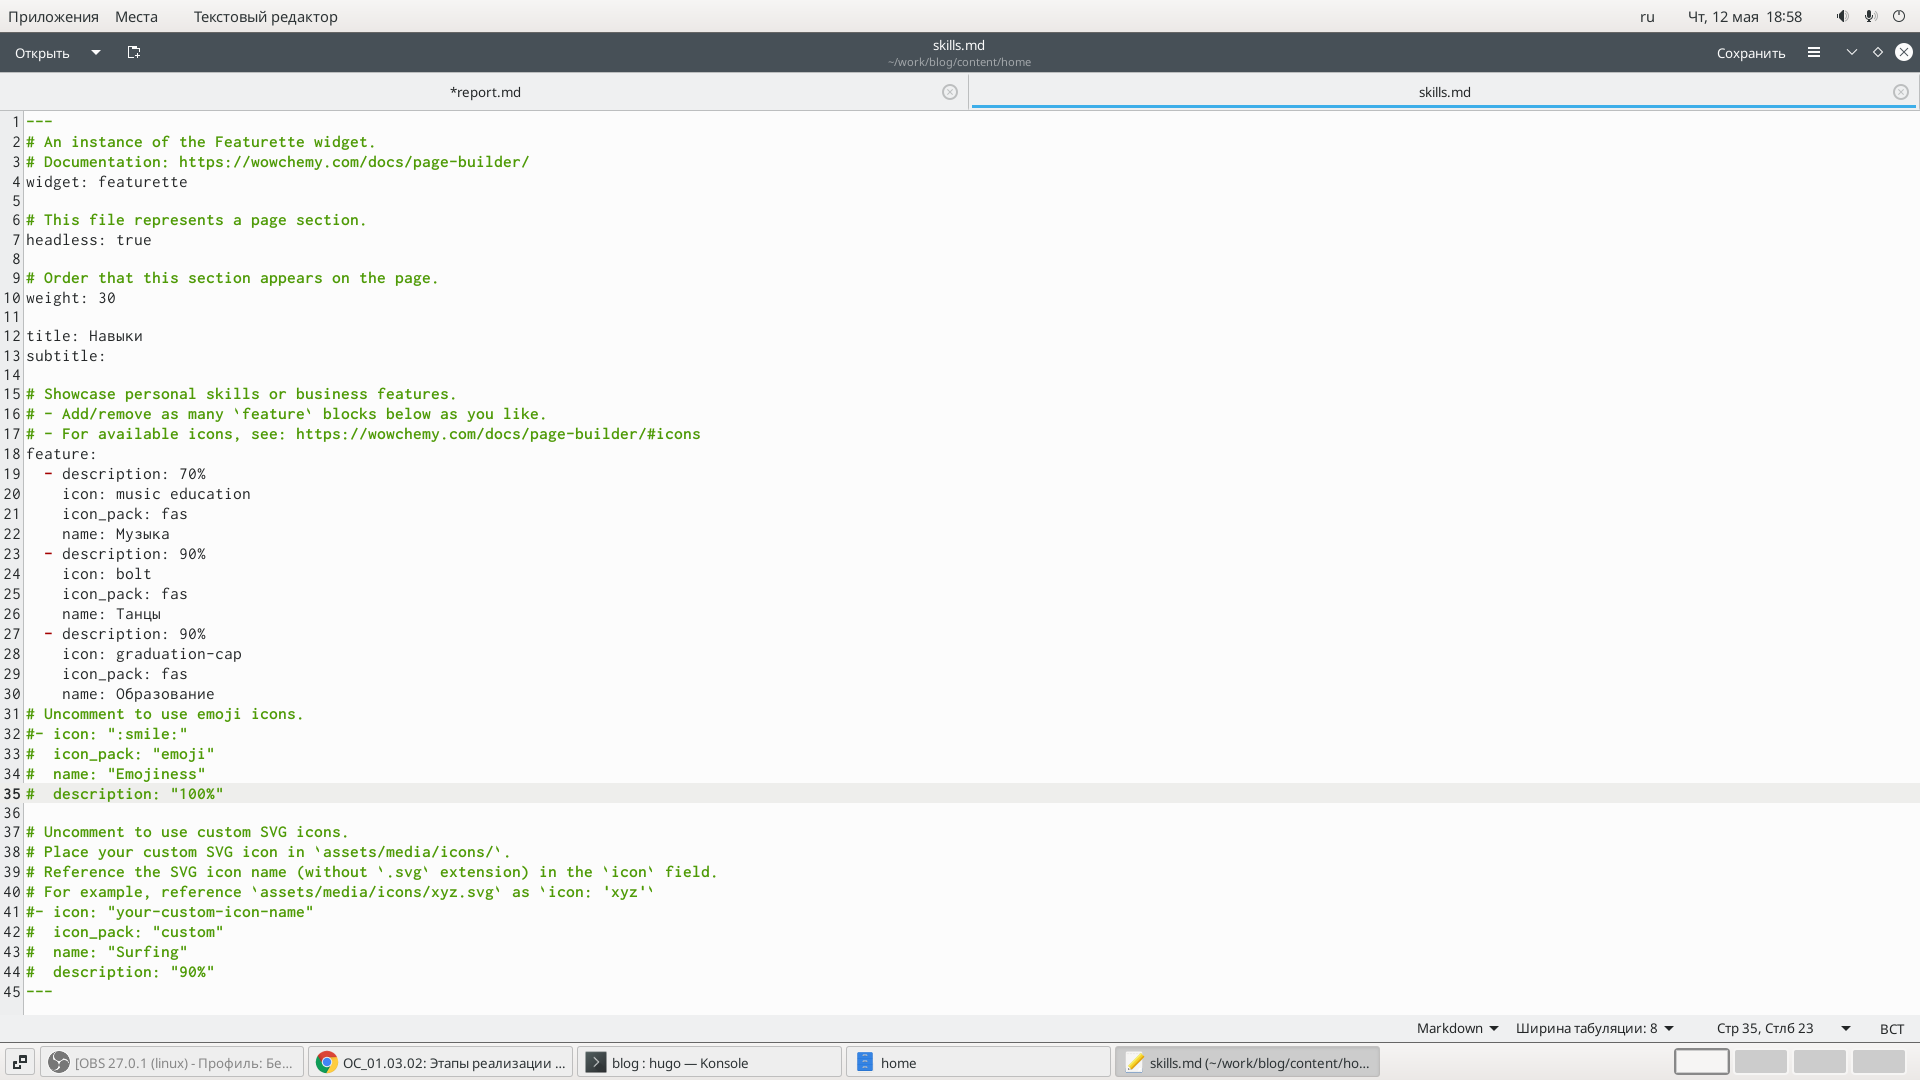 Приложения Места Текстовый редактор ru Чт, 12 мая 18:58
Открыть skills.md Сохранить
~/work/blog/content/home
*report.md skills.md
1 ---
2 # An instance of the Featurette widget.
3 # Documentation: https://wowchemy.com/docs/page-builder/
4 widget: featurette
5
6 # This file represents a page section.
7 headless: true
8
9 # Order that this section appears on the page.
10 weight: 30
11
12 title: Навыки
13 subtitle:
14
15 # Showcase personal skills or business features.
16 # - Add/remove as many `feature` blocks below as you like.
17 # - For available icons, see: https://wowchemy.com/docs/page-builder/#icons
18 feature:
19   - description: 70%
20     icon: music education
21     icon_pack: fas
22     name: Музыка
23   - description: 90%
24     icon: bolt
25     icon_pack: fas
26     name: Танцы
27   - description: 90%
28     icon: graduation-cap
29     icon_pack: fas
30     name: Образование
31 # Uncomment to use emoji icons.
32 #- icon: ":smile:"
33 #  icon_pack: "emoji"
34 #  name: "Emojiness"
35 #  description: "100%"
36
37 # Uncomment to use custom SVG icons.
38 # Place your custom SVG icon in `assets/media/icons/`.
39 # Reference the SVG icon name (without `.svg` extension) in the `icon` field.
40 # For example, reference `assets/media/icons/xyz.svg` as `icon: 'xyz'`
41 #- icon: "your-custom-icon-name"
42 #  icon_pack: "custom"
43 #  name: "Surfing"
44 #  description: "90%"
45 ---
Markdown Ширина табуляции: 8 Стр 35, Стлб 23 ВСТ
[OBS 27.0.1 (linux) - Профиль: Бе... ОС_01.03.02: Этапы реализации ... blog : hugo — Konsole home skills.md (~/work/blog/content/ho...